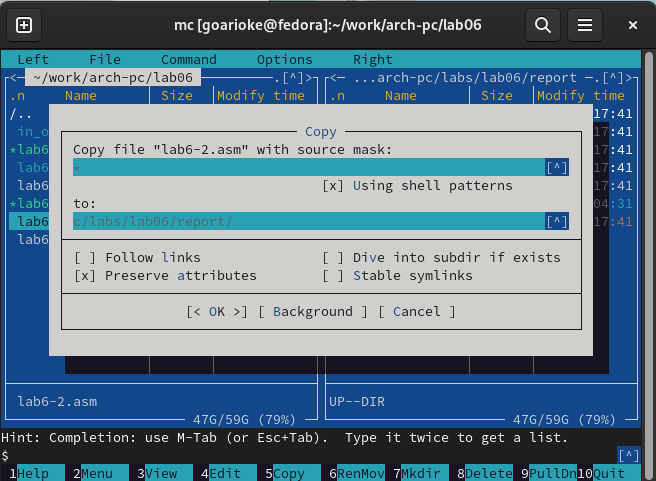 mc [goarioke@fedora]:~/work/arch-pc/lab06
Left File Command Options Right
<─ ~/work/arch-pc/lab06 ─.[^]> <─ ...arch-pc/labs/lab06/report ─.[^]>
.n Name Size Modify time .n Name Size Modify time
/.. 17:41
in_o 17:41
*lab6 17:41
lab6 17:41
lab6 17:41
*lab6 04:31
lab6 17:41
lab6
Copy
Copy file "lab6-2.asm" with source mask:
* [^]
[x] Using shell patterns
to:
c/labs/lab06/report/ [^]
[ ] Follow links [ ] Dive into subdir if exists
[x] Preserve attributes [ ] Stable symlinks
[< OK >] [ Background ] [ Cancel ]
lab6-2.asm UP--DIR
47G/59G (79%) 47G/59G (79%)
Hint: Completion: use M-Tab (or Esc+Tab). Type it twice to get a list.
$ [^]
1Help 2Menu 3View 4Edit 5Copy 6RenMov 7Mkdir 8Delete 9PullDn 10Quit